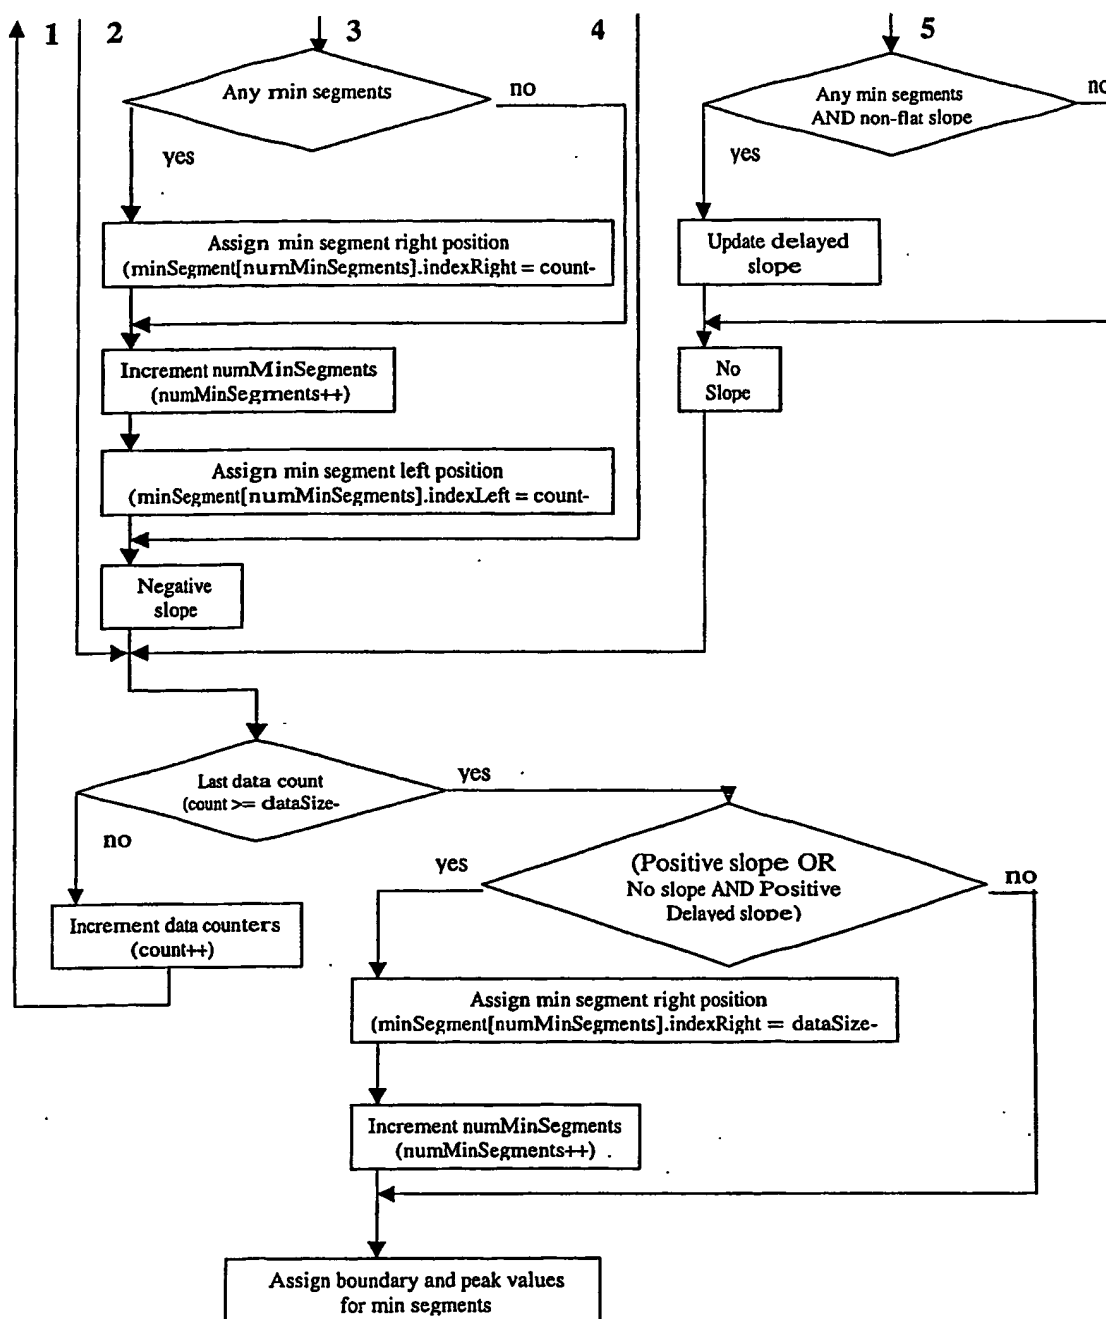 1
2
3
4
5
Any min segments
no
yes
Any min segments
AND non-flat slope
no
yes
Assign min segment right position
(minSegment[numMinSegments].indexRight = count-
Update delayed
slope
Increment numMinSegments
(numMinSegments++)
No
Slope
Assign min segment left position
(minSegment[numMinSegments].indexLeft = count-
Negative
slope
Last data count
(count >= dataSize-
yes
no
(Positive slope OR
No slope AND Positive
Delayed slope)
yes
no
Increment data counters
(count++)
Assign min segment right position
(minSegment[numMinSegments].indexRight = dataSize-
Increment numMinSegments
(numMinSegments++)
Assign boundary and peak values
for min segments